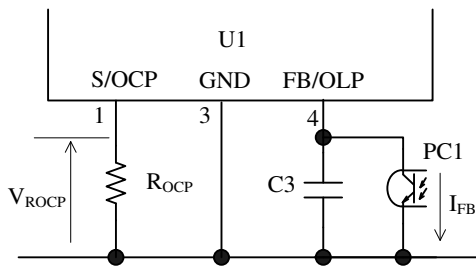 U1
S/OCP GND FB/OLP
1 3 4
PC1
V_ROCP R_OCP C3 I_FB